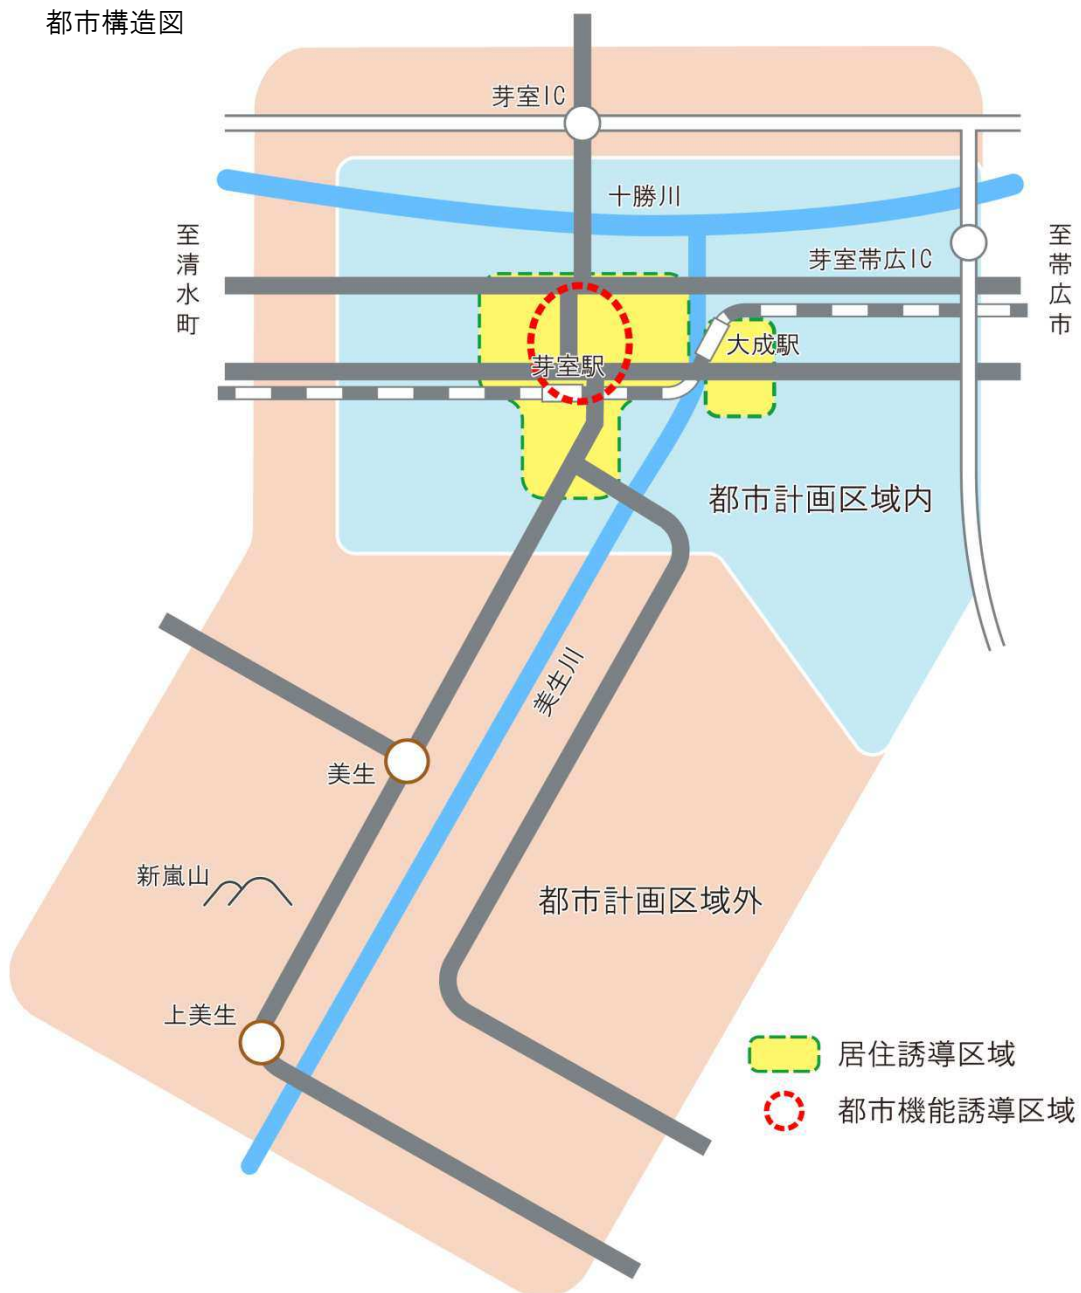 都市構造図
芽室IC
十勝川
至清水町
芽室帯広IC
至帯広市
大成駅
芽室駅
都市計画区域内
美生川
美生
新嵐山
都市計画区域外
上美生
居住誘導区域
都市機能誘導区域